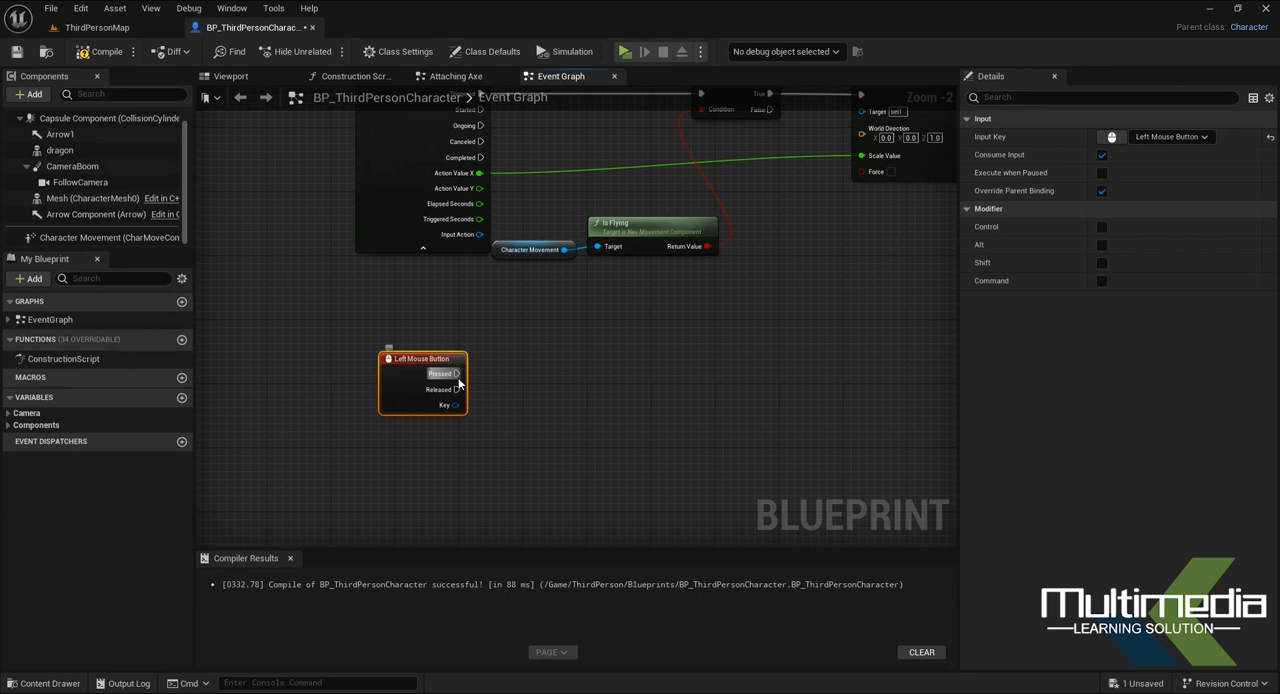 File Edit Asset View Debug Window Tools Help
ThirdPersonMap
BP_ThirdPersonCharac... •
Parent class: Character
Compile
Diff
Find
Hide Unrelated
Class Settings
Class Defaults
Simulation
No debug object selected
Components
Viewport
Construction Scr...
Attaching Axe
Event Graph
Details
Add
Search
BP_ThirdPersonCharacter > Event Graph
Zoom -2
Search
Capsule Component (CollisionCylinde
Arrow1
dragon
CameraBoom
FollowCamera
Mesh (CharacterMesh0) Edit in C+
Arrow Component (Arrow) Edit in C
Character Movement (CharMoveCon
My Blueprint
Add
Search
GRAPHS
EventGraph
FUNCTIONS (34 OVERRIDABLE)
ConstructionScript
MACROS
VARIABLES
Camera
Components
EVENT DISPATCHERS
Started
Ongoing
Canceled
Completed
Action Value X
Action Value Y
Elapsed Seconds
Triggered Seconds
Input Action
Character Movement
Is Flying
Target is Nav Movement Component
Target
Return Value
True
Condition
False
Target self
World Direction
X 0.0 Y 0.0 Z 1.0
Scale Value
Force
Left Mouse Button
Pressed
Released
Key
BLUEPRINT
Input
Input Key
Left Mouse Button
Consume Input
Execute when Paused
Override Parent Binding
Modifier
Control
Alt
Shift
Command
Compiler Results
• [0332.78] Compile of BP_ThirdPersonCharacter successful! [in 88 ms] (/Game/ThirdPerson/Blueprints/BP_ThirdPersonCharacter.BP_ThirdPersonCharacter)
PAGE
CLEAR
Multimedia
LEARNING SOLUTION
Content Drawer
Output Log
Cmd
Enter Console Command
1 Unsaved
Revision Control